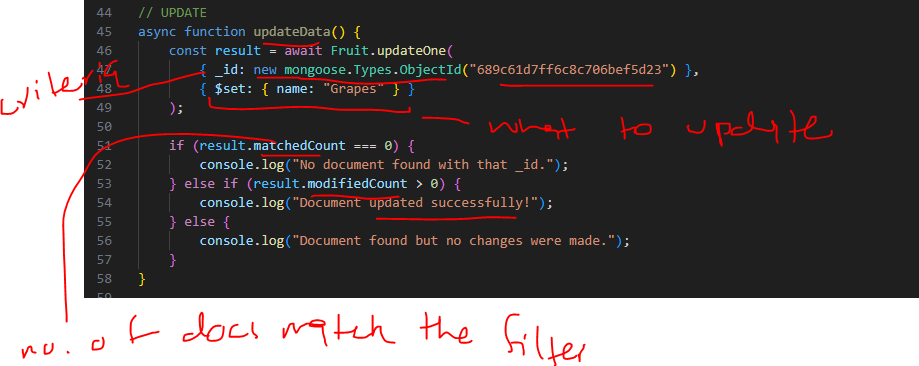 44 // UPDATE
45 async function updateData() {
46 const result = await Fruit.updateOne(
47 { _id: new mongoose.Types.ObjectId("689c61d7ff6c8c706bef5d23") },
criteria
48 { $set: { name: "Grapes" } }
49 );
what to update
50
51 if (result.matchedCount === 0) {
52 console.log("No document found with that _id.");
53 } else if (result.modifiedCount > 0) {
54 console.log("Document updated successfully!");
55 } else {
56 console.log("Document found but no changes were made.");
57 }
58 }
59
no. of docs match the filter